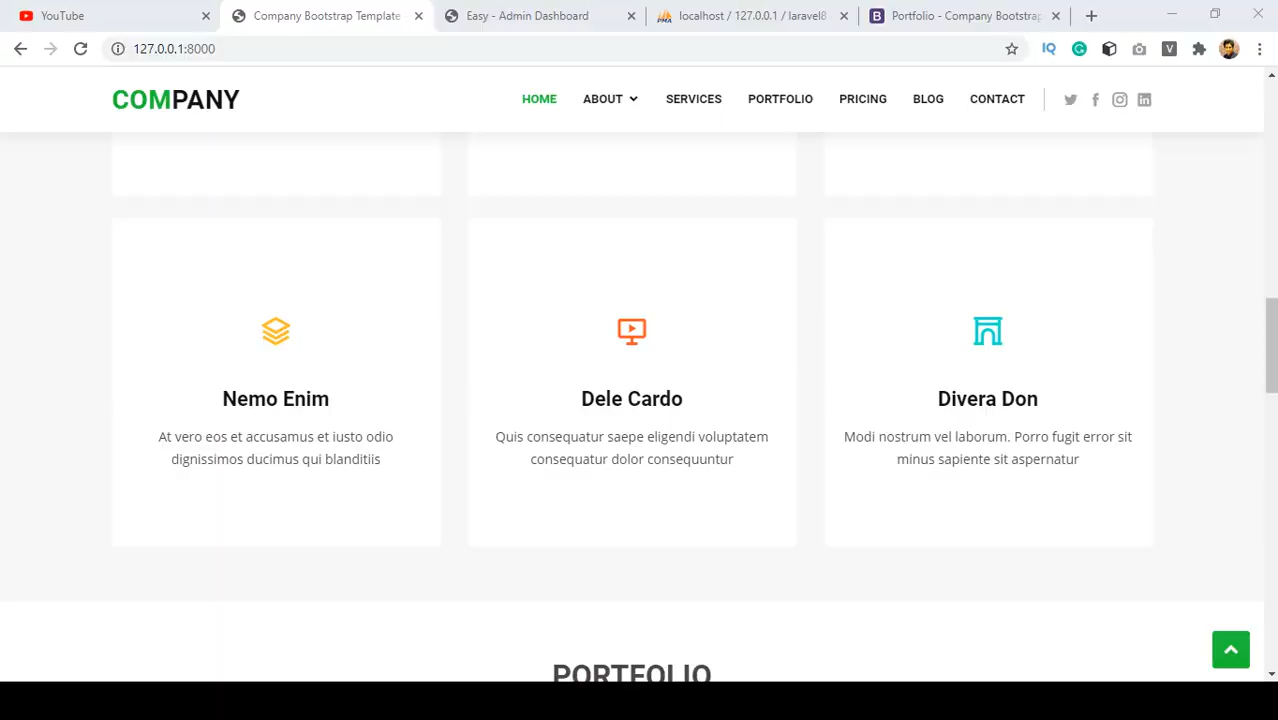 YouTube
Company Bootstrap Template
Easy - Admin Dashboard
localhost / 127.0.0.1 / laravel8
Portfolio - Company Bootstrap
127.0.0.1:8000
IQ
V
COMPANY
HOME
ABOUT
SERVICES
PORTFOLIO
PRICING
BLOG
CONTACT
Nemo Enim
At vero eos et accusamus et iusto odio
dignissimos ducimus qui blanditiis
Dele Cardo
Quis consequatur saepe eligendi voluptatem
consequatur dolor consequuntur
Divera Don
Modi nostrum vel laborum. Porro fugit error sit
minus sapiente sit aspernatur
PORTFOLIO